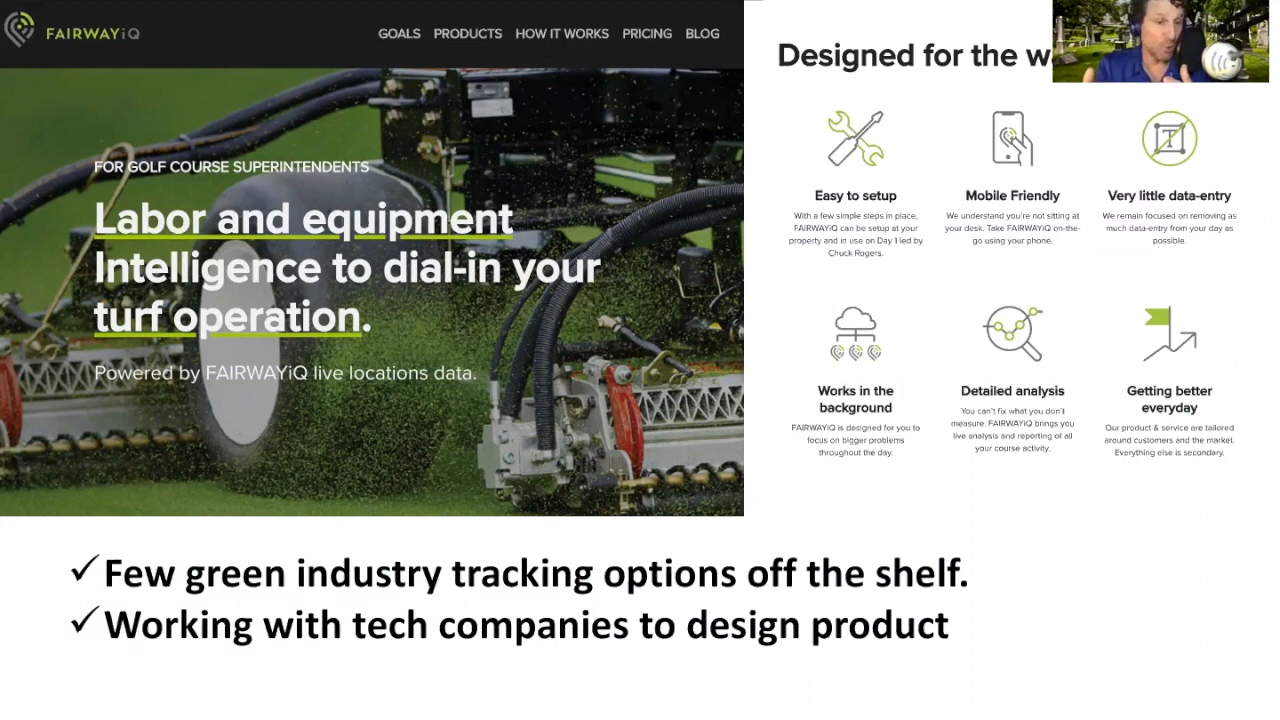 FAIRWAYiQ
GOALS PRODUCTS HOW IT WORKS PRICING BLOG
FOR GOLF COURSE SUPERINTENDENTS
Labor and equipment
Intelligence to dial-in your
turf operation.
Powered by FAIRWAYiQ live locations data.
Designed for the w
Easy to setup
With a few simple steps in place,
FAIRWAYiQ can be setup at your
property and in use on Day 1 led by
Chuck Rogers.
Mobile Friendly
We understand you're not sitting at
your desk. Take FAIRWAYiQ on-the-
go using your phone.
T
Very little data-entry
We remain focused on removing as
much data-entry from your day as
possible.
Works in the
background
FAIRWAYiQ is designed for you to
focus on bigger problems
throughout the day.
Detailed analysis
You can't fix what you don't
measure. FAIRWAYiQ brings you
live analysis and reporting of all
your course activity.
Getting better
everyday
Our product & service are tailored
around customers and the market.
Everything else is secondary.
✓ Few green industry tracking options off the shelf.
✓ Working with tech companies to design product